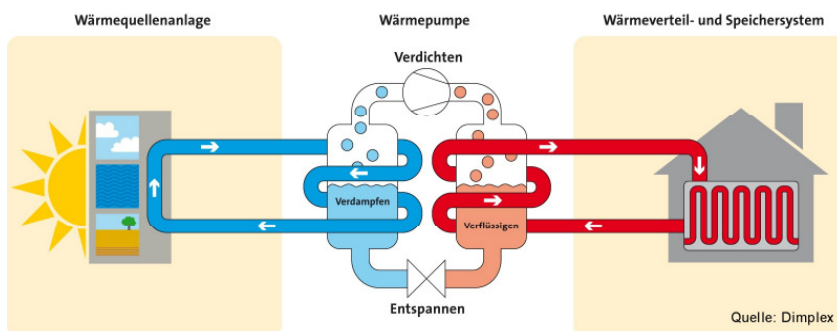 Wärmequellenanlage
Wärmepumpe
Wärmeverteil- und Speichersystem
Verdichten
Verdampfen
Verflüssigen
Entspannen
Quelle: Dimplex